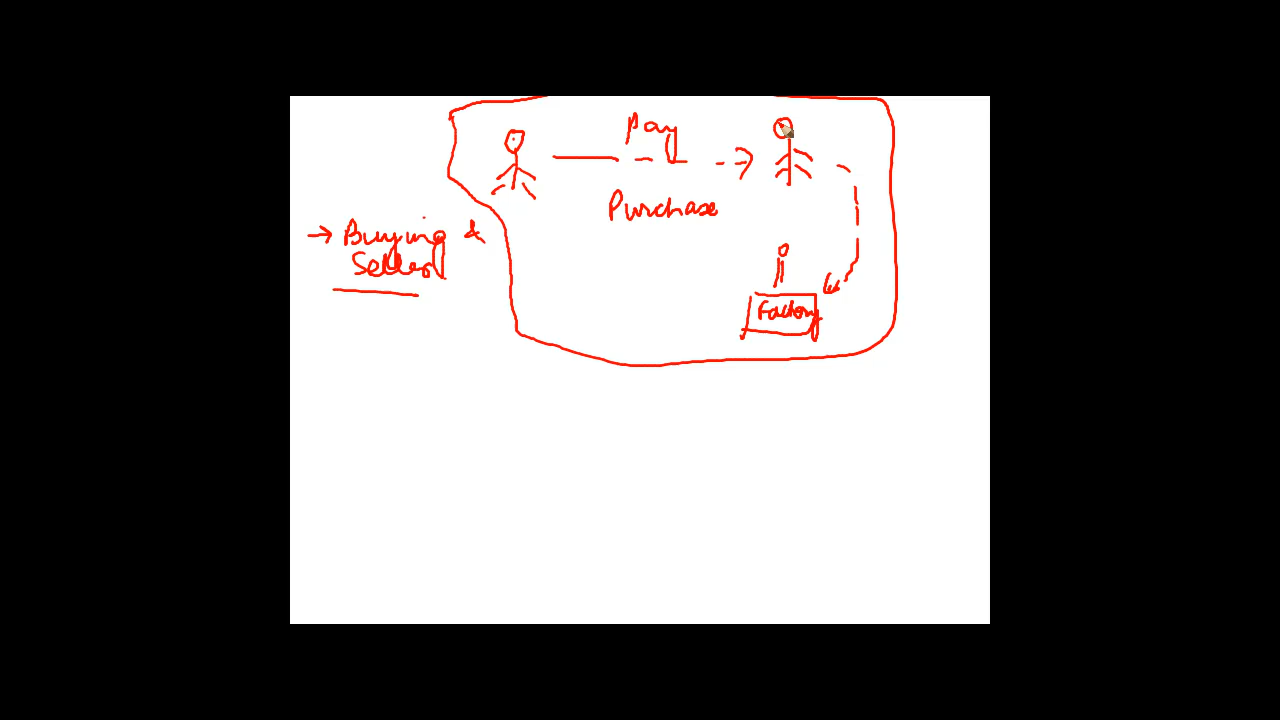 Pay
Purchase
→ Buying &
Seller
Factory